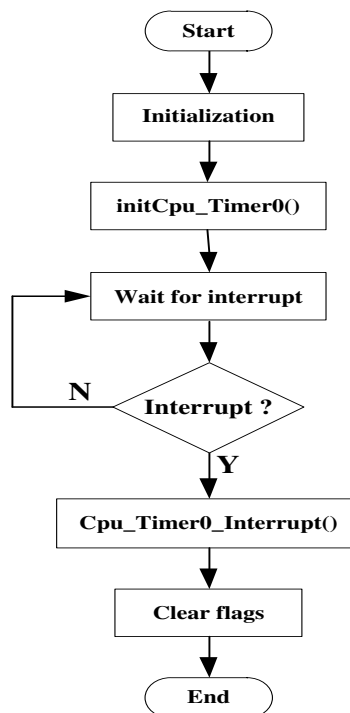 Start
Initialization
initCpu_Timer0()
Wait for interrupt
Interrupt ?
N
Y
Cpu_Timer0_Interrupt()
Clear flags
End